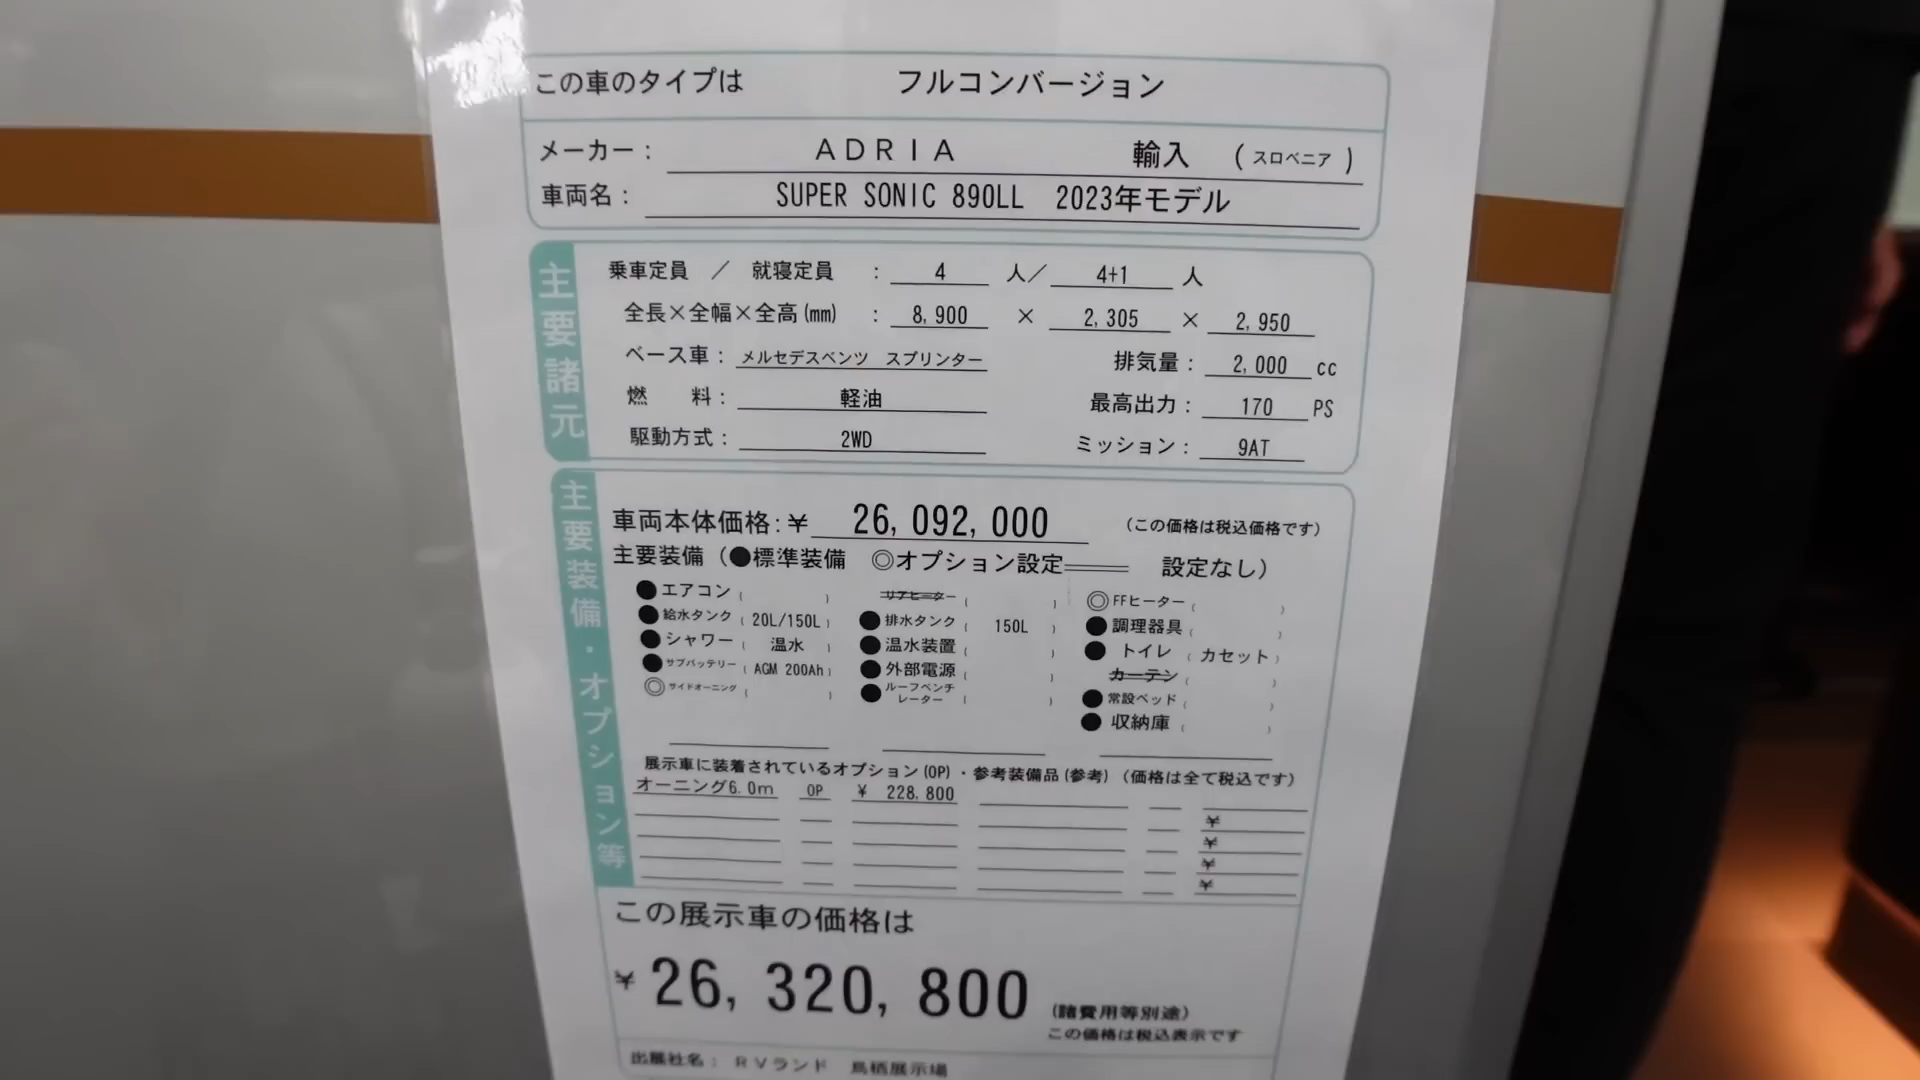 この車のタイプは フルコンバージョン
メーカー： ＡＤＲＩＡ 輸入 (スロベニア)
車両名： SUPER SONIC 890LL 2023年モデル
主要諸元
乗車定員 ／ 就寝定員 ： 4 人／ 4+1 人
全長×全幅×全高(mm) ： 8,900 × 2,305 × 2,950
ベース車： メルセデスベンツ スプリンター 排気量： 2,000 cc
燃 料： 軽油 最高出力： 170 PS
駆動方式： 2WD ミッション： 9AT
主要装備・オプション等
車両本体価格:￥ 26,092,000 (この価格は税込価格です)
主要装備（●標準装備 ◎オプション設定══ 設定なし）
●エアコン ( ) リアヒーター ( ) ◎FFヒーター ( )
●給水タンク ( 20L/150L ) ●排水タンク ( 150L ) ●調理器具 ( )
●シャワー ( 温水 ) ●温水装置 ( ) ●トイレ ( カセット )
●サブバッテリー ( AGM 200Ah ) ●外部電源 ( ) カーテン ( )
◎サイドオーニング ( ) ●ルーフベンチレーター ( ) ●常設ベッド ( )
●収納庫 ( )
展示車に装着されているオプション(OP)・参考装備品(参考)（価格は全て税込です）
オーニング6.0m OP ￥ 228,800
￥
￥
￥
￥
この展示車の価格は
￥26,320,800 (諸費用等別途)
この価格は税込表示です
出展社名： ＲＶランド 鳥栖展示場